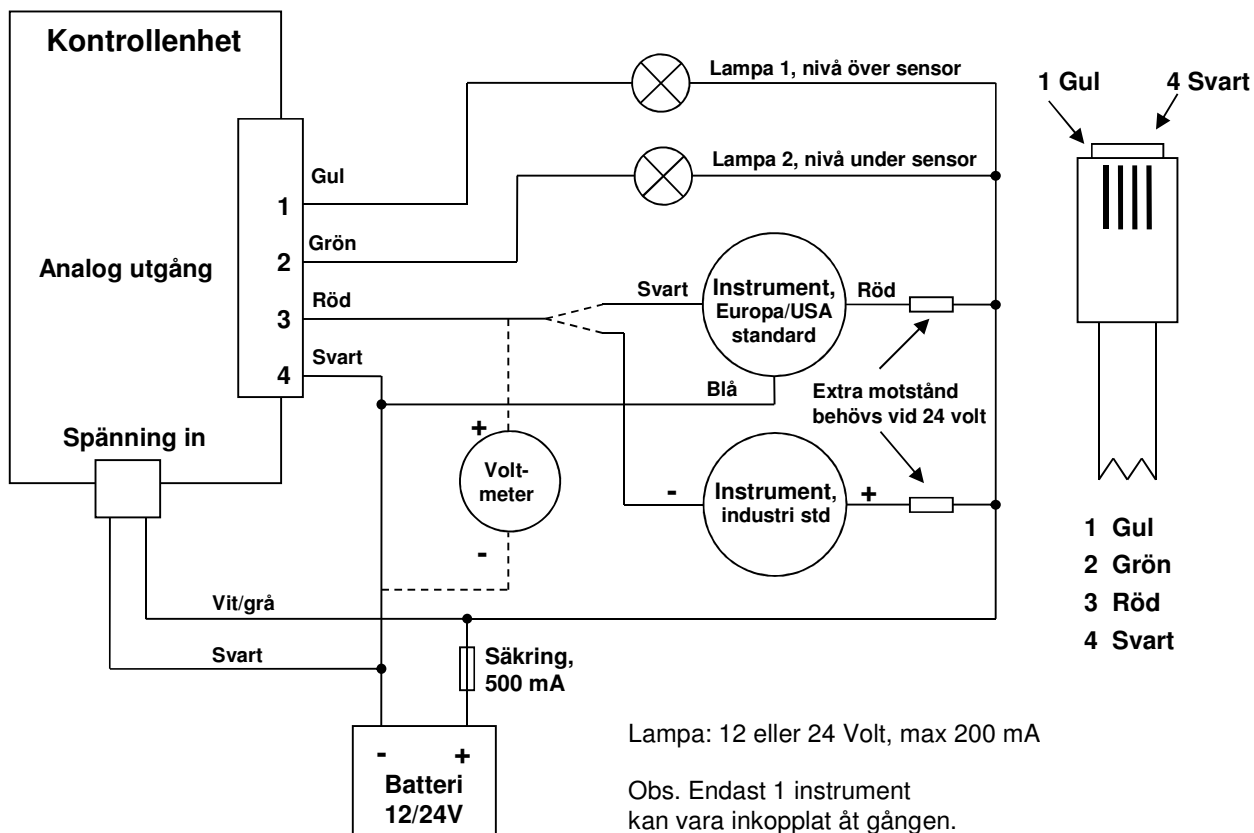 Kontrollenhet
Lampa 1, nivå över sensor
1 Gul
4 Svart
Lampa 2, nivå under sensor
Gul
1
Grön
Analog utgång
2
Röd
3
Svart
4
Svart
Instrument,
Europa/USA
standard
Röd
Blå
Extra motstånd
behövs vid 24 volt
Spänning in
+
Volt-
meter
-
-
Instrument,
industri std
+
1 Gul
2 Grön
3 Röd
4 Svart
Vit/grå
Svart
Säkring,
500 mA
- +
Batteri
12/24V
Lampa: 12 eller 24 Volt, max 200 mA
Obs. Endast 1 instrument
kan vara inkopplat åt gången.